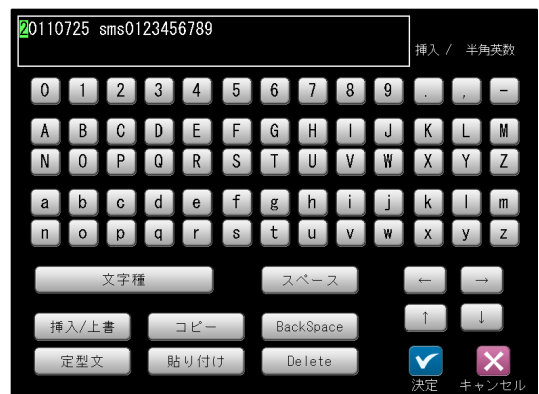 20110725 sms0123456789
挿入 / 半角英数
0 1 2 3 4 5 6 7 8 9 . , -
A B C D E F G H I J K L M
N O P Q R S T U V W X Y Z
a b c d e f g h i j k l m
n o p q r s t u v w x y z
文字種 スペース ← →
挿入/上書 コピー BackSpace ↑ ↓
定型文 貼り付け Delete
決定 キャンセル